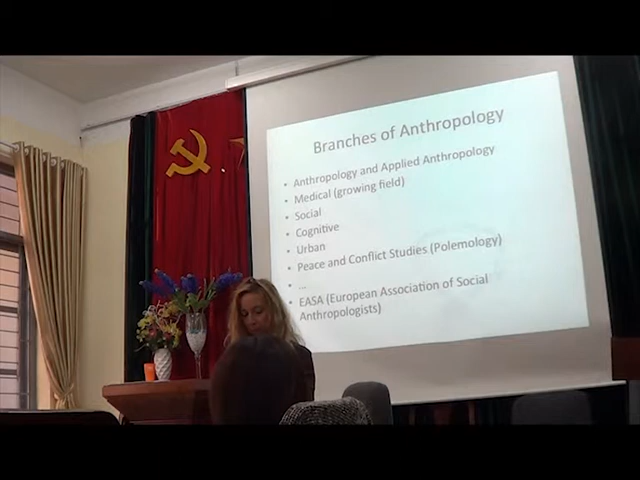 Branches of Anthropology
• Anthropology and Applied Anthropology
• Medical (growing field)
• Social
• Cognitive
• Urban
• Peace and Conflict Studies (Polemology)
• ...
• EASA (European Association of Social
Anthropologists)